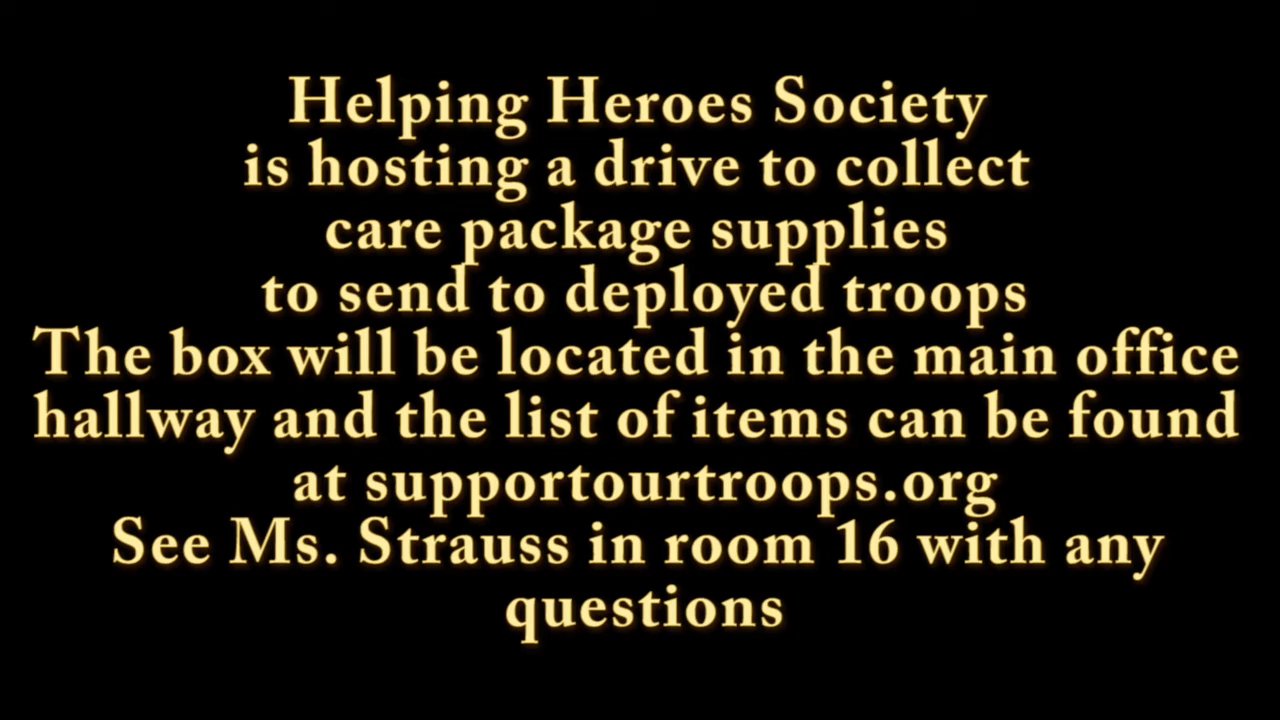 Helping Heroes Society
is hosting a drive to collect
care package supplies
to send to deployed troops
The box will be located in the main office
hallway and the list of items can be found
at supportourtroops.org
See Ms. Strauss in room 16 with any
questions